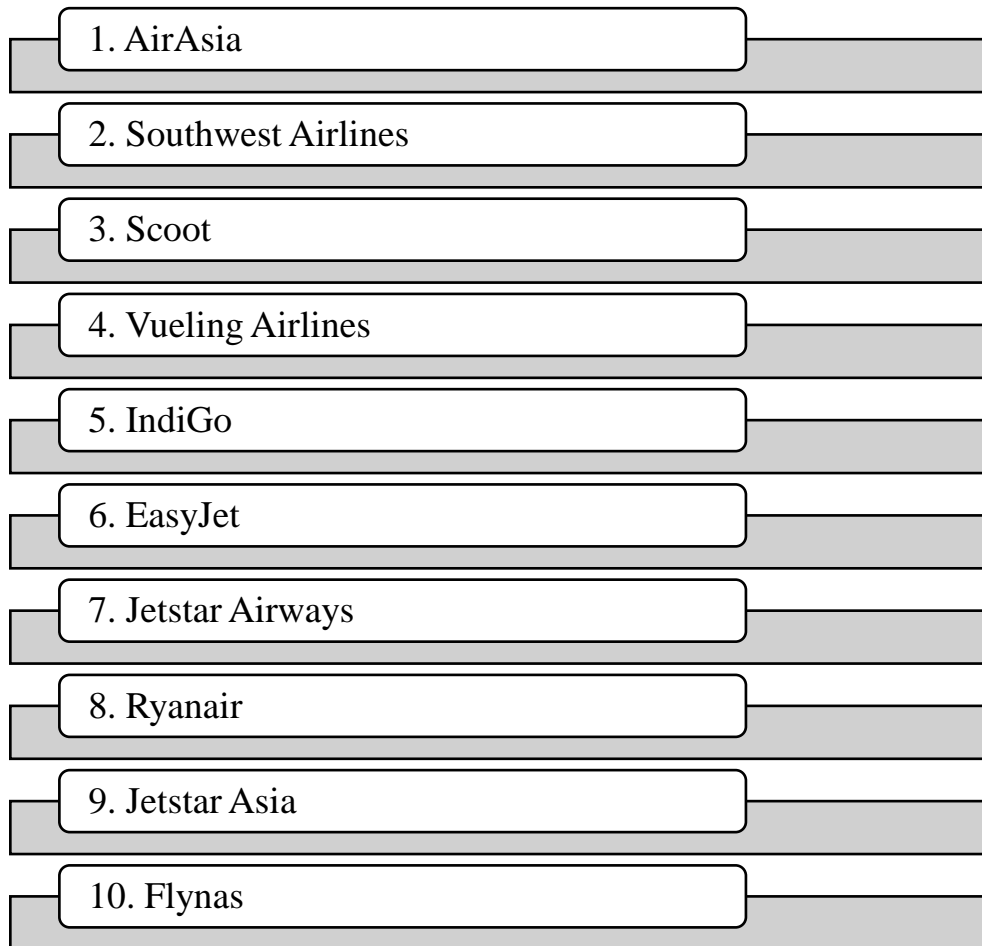 1. AirAsia
2. Southwest Airlines
3. Scoot
4. Vueling Airlines
5. IndiGo
6. EasyJet
7. Jetstar Airways
8. Ryanair
9. Jetstar Asia
10. Flynas